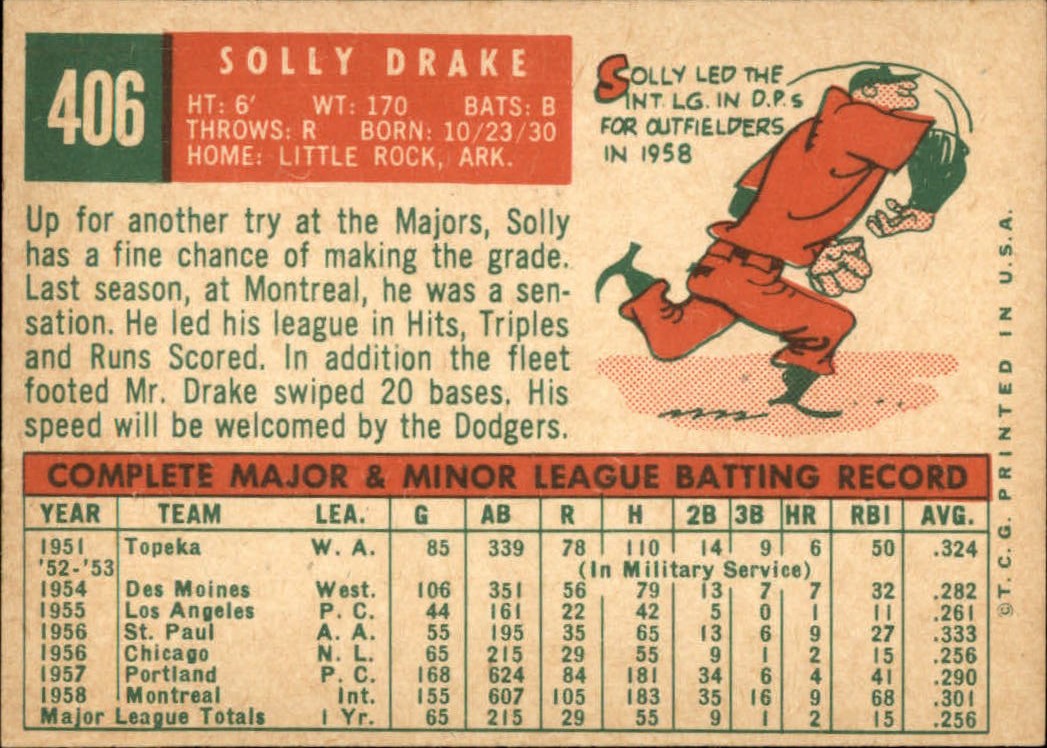 406
SOLLY DRAKE
HT: 6' WT: 170 BATS: B
THROWS: R BORN: 10/23/30
HOME: LITTLE ROCK, ARK.
SOLLY LED THE
INT. LG. IN D.P.s
FOR OUTFIELDERS
IN 1958
Up for another try at the Majors, Solly
has a fine chance of making the grade.
Last season, at Montreal, he was a sen-
sation. He led his league in Hits, Triples
and Runs Scored. In addition the fleet
footed Mr. Drake swiped 20 bases. His
speed will be welcomed by the Dodgers.
COMPLETE MAJOR & MINOR LEAGUE BATTING RECORD
YEAR TEAM LEA. G AB R H 2B 3B HR RBI AVG.
1951 Topeka W. A. 85 339 78 110 14 9 6 50 .324
'52-'53 (In Military Service)
1954 Des Moines West. 106 351 56 79 13 7 7 32 .282
1955 Los Angeles P. C. 44 161 22 42 5 0 1 11 .261
1956 St. Paul A. A. 55 195 35 65 13 6 9 27 .333
1956 Chicago N. L. 65 215 29 55 9 1 2 15 .256
1957 Portland P. C. 168 624 84 181 34 6 4 41 .290
1958 Montreal Int. 155 607 105 183 35 16 9 68 .301
Major League Totals 1 Yr. 65 215 29 55 9 1 2 15 .256
©T.C.G. PRINTED IN U.S.A.